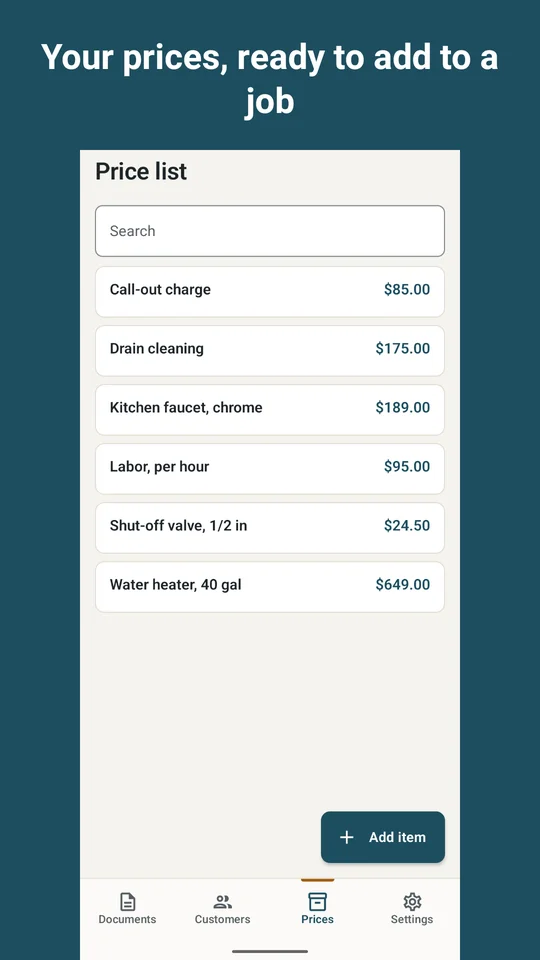 Your prices, ready to add to a
job
Price list
Search
Call-out charge $85.00
Drain cleaning $175.00
Kitchen faucet, chrome $189.00
Labor, per hour $95.00
Shut-off valve, 1/2 in $24.50
Water heater, 40 gal $649.00
Add item
Documents Customers Prices Settings